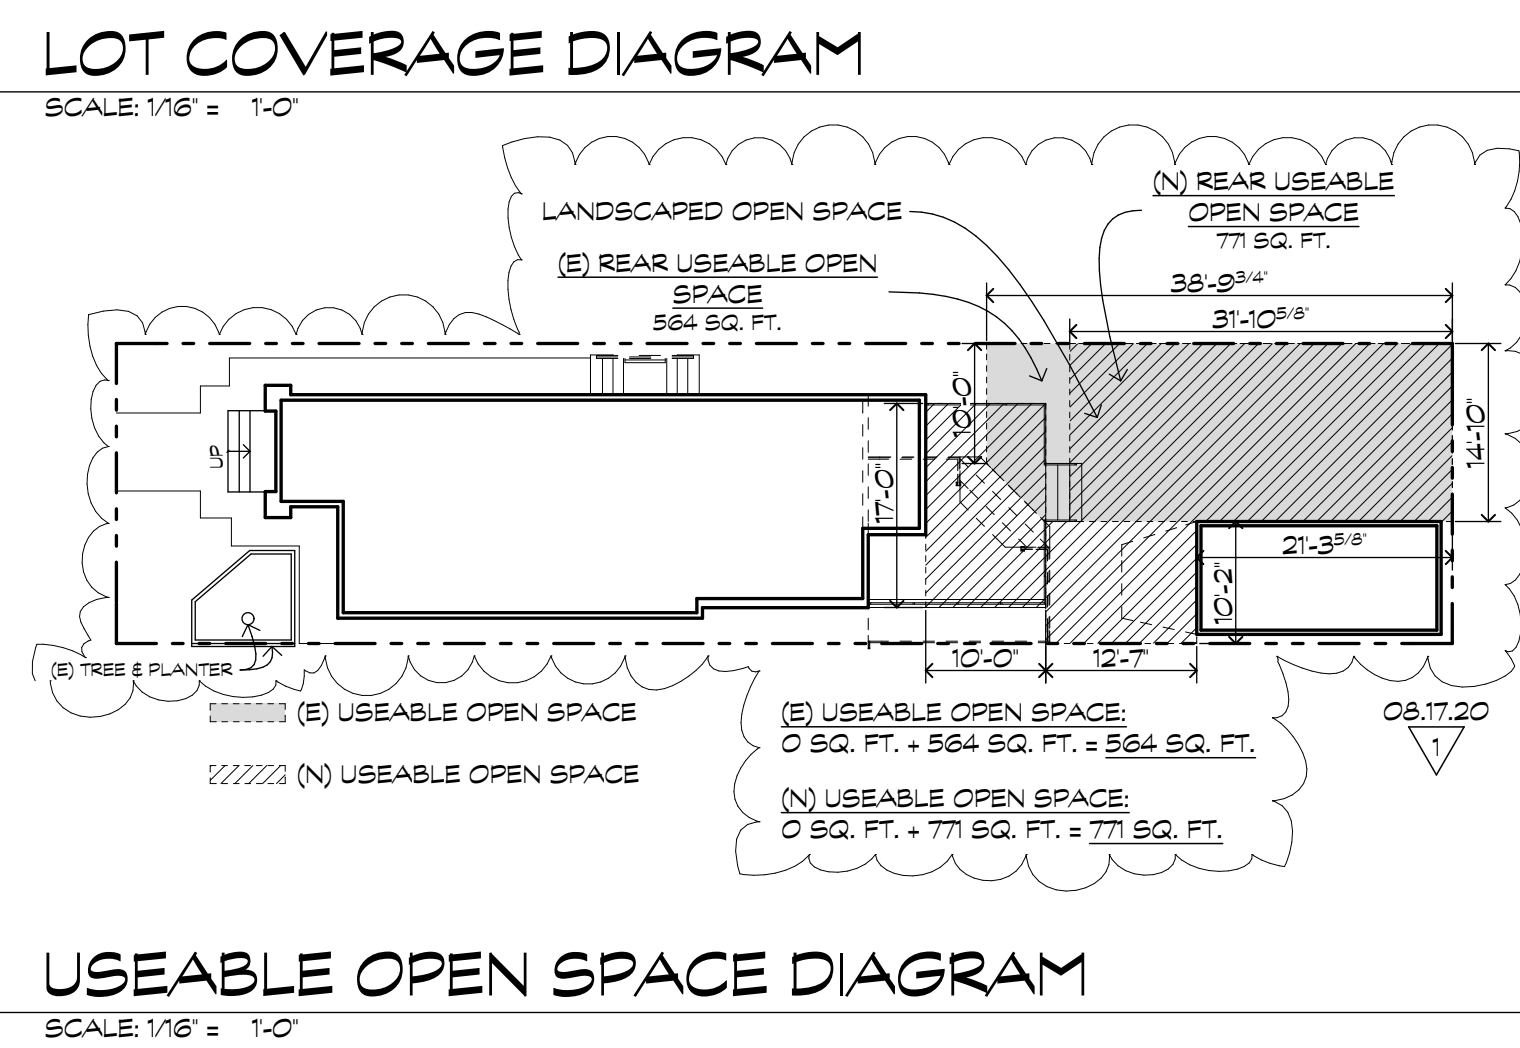 LOT COVERAGE DIAGRAM
SCALE: 1/16" = 1'-0"
(N) REAR USEABLE
OPEN SPACE
771 SQ. FT.
LANDSCAPED OPEN SPACE
(E) REAR USEABLE OPEN
SPACE
564 SQ. FT.
38'-9 3/4"
31'-10 5/8"
10'-0"
14'-10"
17'-0"
UP
21'-3 5/8"
10'-2"
10'-0"
12'-7"
(E) TREE & PLANTER
(E) USEABLE OPEN SPACE
(N) USEABLE OPEN SPACE
(E) USEABLE OPEN SPACE:
0 SQ. FT. + 564 SQ. FT. = 564 SQ. FT.
(N) USEABLE OPEN SPACE:
0 SQ. FT. + 771 SQ. FT. = 771 SQ. FT.
08.17.20
1
USEABLE OPEN SPACE DIAGRAM
SCALE: 1/16" = 1'-0"